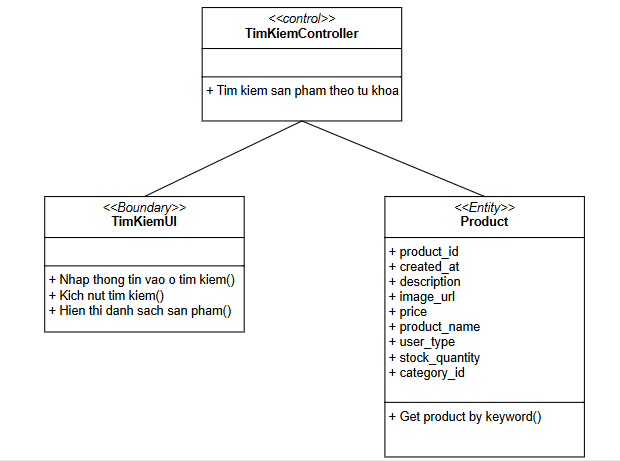 <<control>>
TimKiemController
+ Tim kiem san pham theo tu khoa
<<Boundary>>
TimKiemUI
+ Nhap thong tin vao o tim kiem()
+ Kich nut tim kiem()
+ Hien thi danh sach san pham()
<<Entity>>
Product
+ product_id
+ created_at
+ description
+ image_url
+ price
+ product_name
+ user_type
+ stock_quantity
+ category_id
+ Get product by keyword()